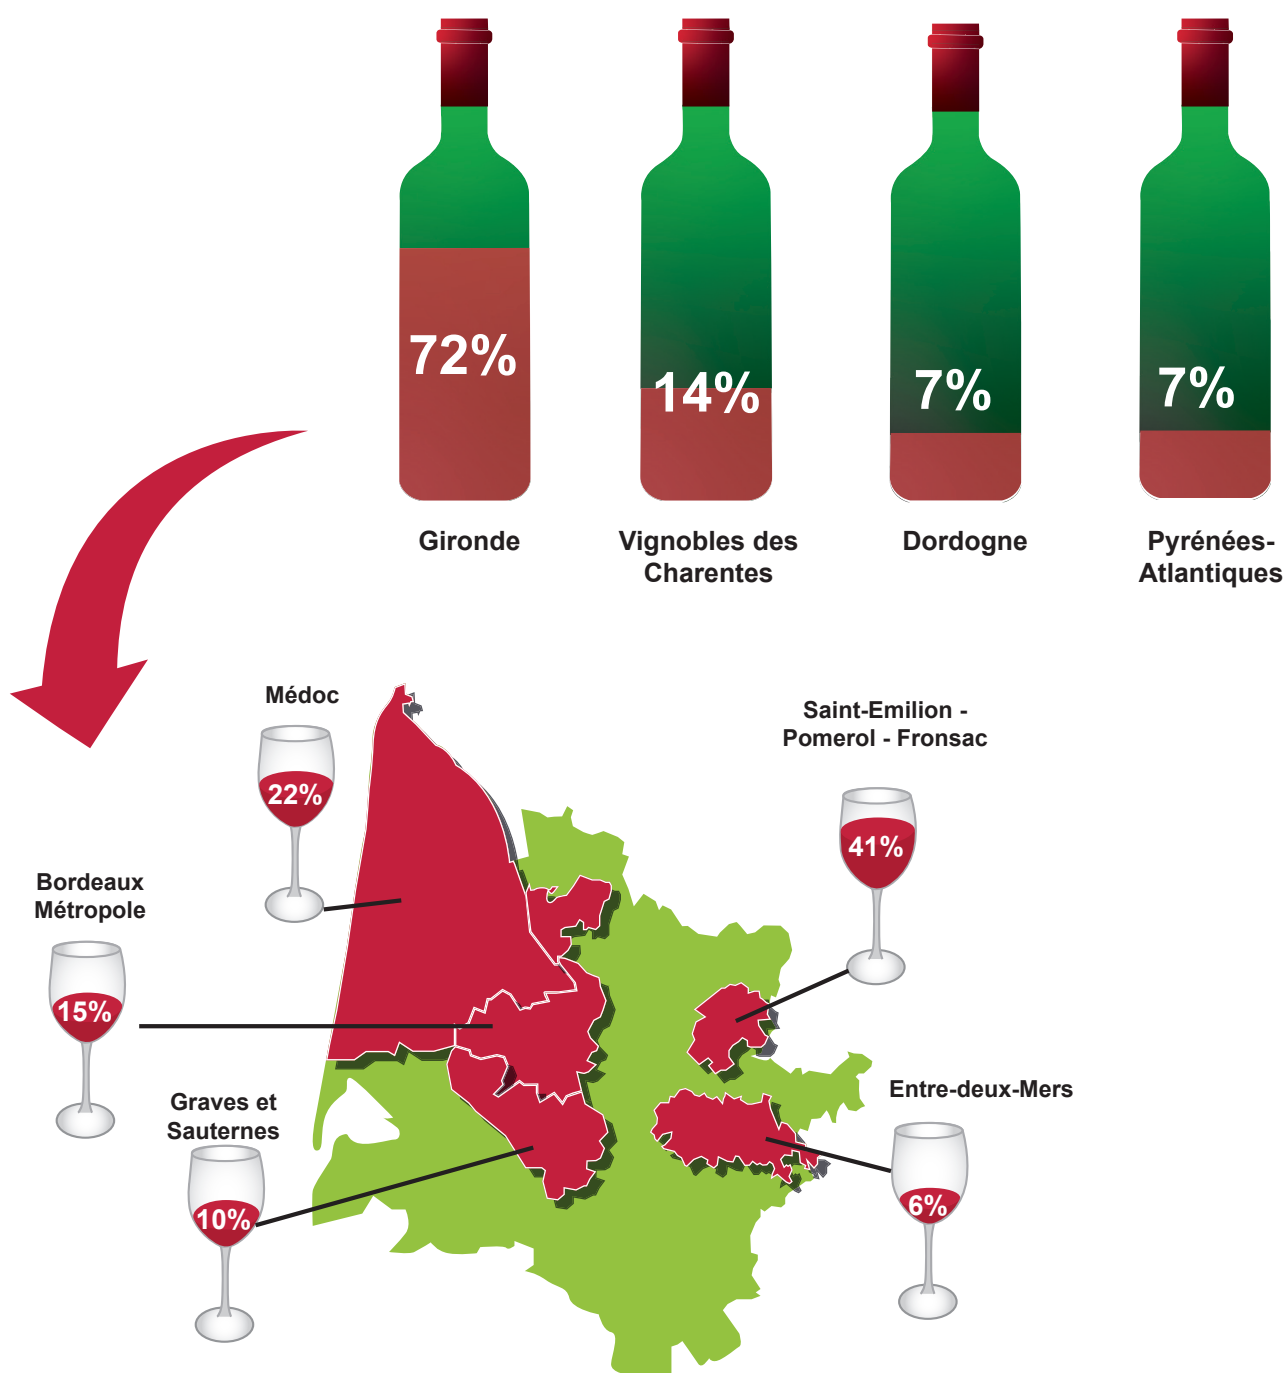 72%
14%
7%
7%
Gironde
Vignobles des
Charentes
Dordogne
Pyrénées-
Atlantiques
Médoc
22%
Saint-Emilion -
Pomerol - Fronsac
41%
Bordeaux
Métropole
15%
Graves et
Sauternes
10%
Entre-deux-Mers
6%